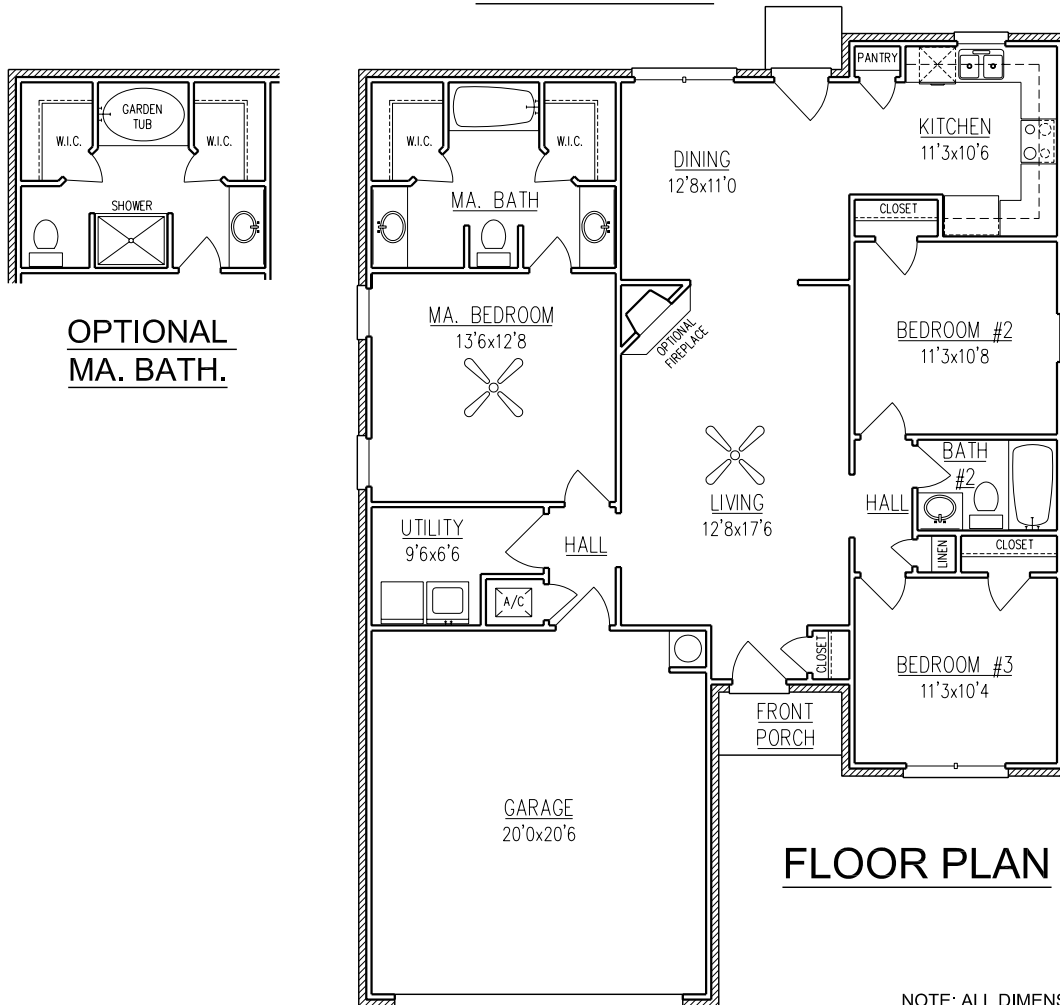 GARDEN
TUB
W.I.C.
W.I.C.
SHOWER
OPTIONAL
MA. BATH.
W.I.C.
W.I.C.
MA. BATH
DINING
12'8x11'0
PANTRY
KITCHEN
11'3x10'6
CLOSET
MA. BEDROOM
13'6x12'8
OPTIONAL
FIREPLACE
BEDROOM #2
11'3x10'8
BATH
#2
LIVING
12'8x17'6
HALL
UTILITY
9'6x6'6
HALL
A/C
LINEN
CLOSET
CLOSET
BEDROOM #3
11'3x10'4
FRONT
PORCH
GARAGE
20'0x20'6
FLOOR PLAN
NOTE: ALL DIMENS